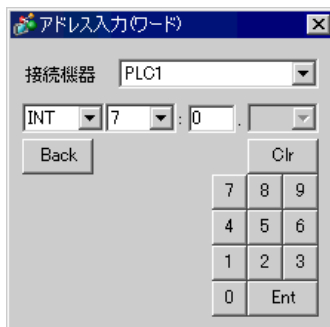 アドレス入力(ワード)
接続機器 PLC1
INT 7 : 0 .
Back Clr
7 8 9
4 5 6
1 2 3
0 Ent